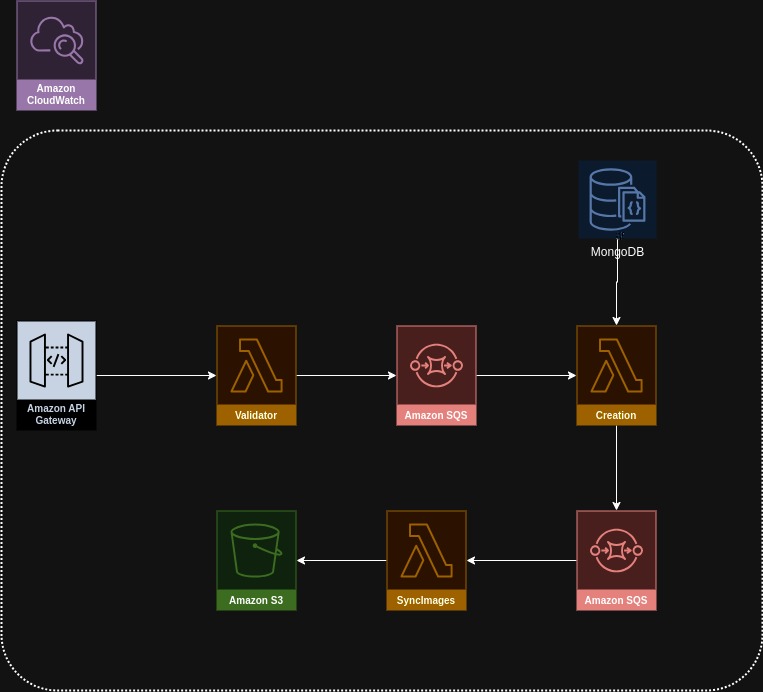 Amazon
CloudWatch
MongoDB
Amazon API
Gateway
Validator
Amazon SQS
Creation
Amazon S3
SyncImages
Amazon SQS